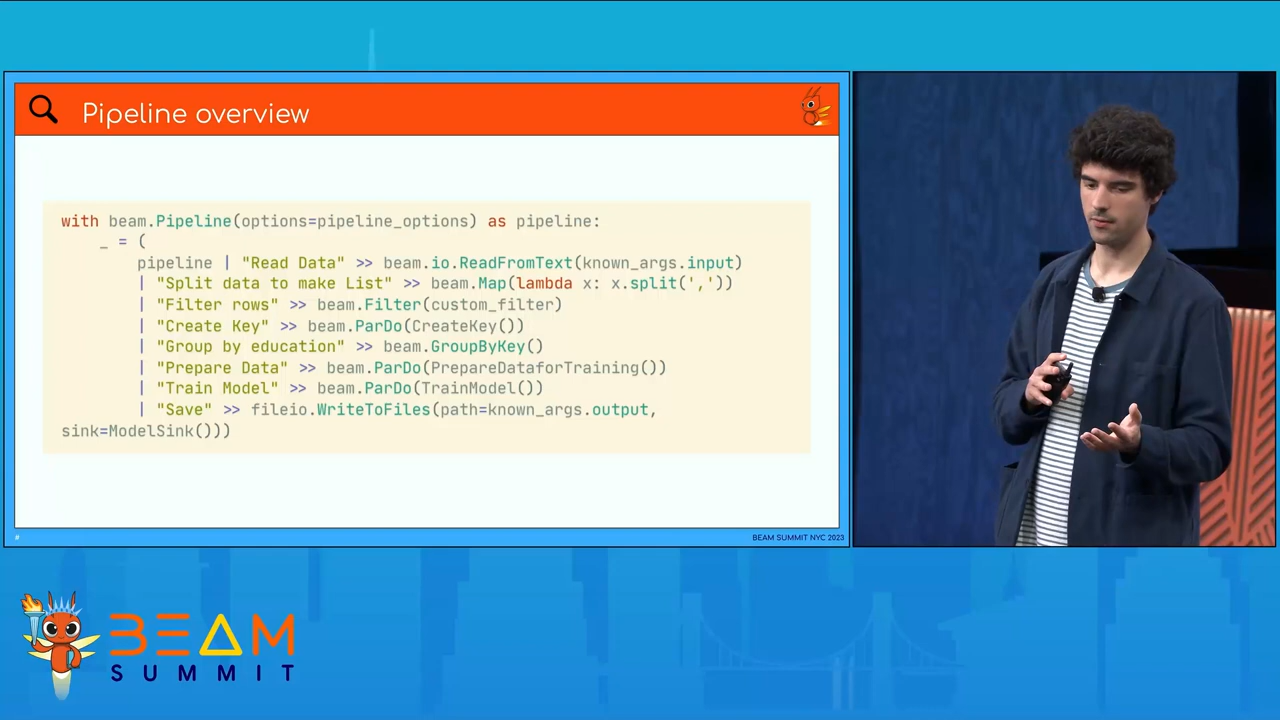 Pipeline overview
with beam.Pipeline(options=pipeline_options) as pipeline:
_ = (
pipeline | "Read Data" >> beam.io.ReadFromText(known_args.input)
| "Split data to make List" >> beam.Map(lambda x: x.split(','))
| "Filter rows" >> beam.Filter(custom_filter)
| "Create Key" >> beam.ParDo(CreateKey())
| "Group by education" >> beam.GroupByKey()
| "Prepare Data" >> beam.ParDo(PrepareDataforTraining())
| "Train Model" >> beam.ParDo(TrainModel())
| "Save" >> fileio.WriteToFiles(path=known_args.output,
sink=ModelSink()))
#
BEAM SUMMIT NYC 2023
BEAM
SUMMIT